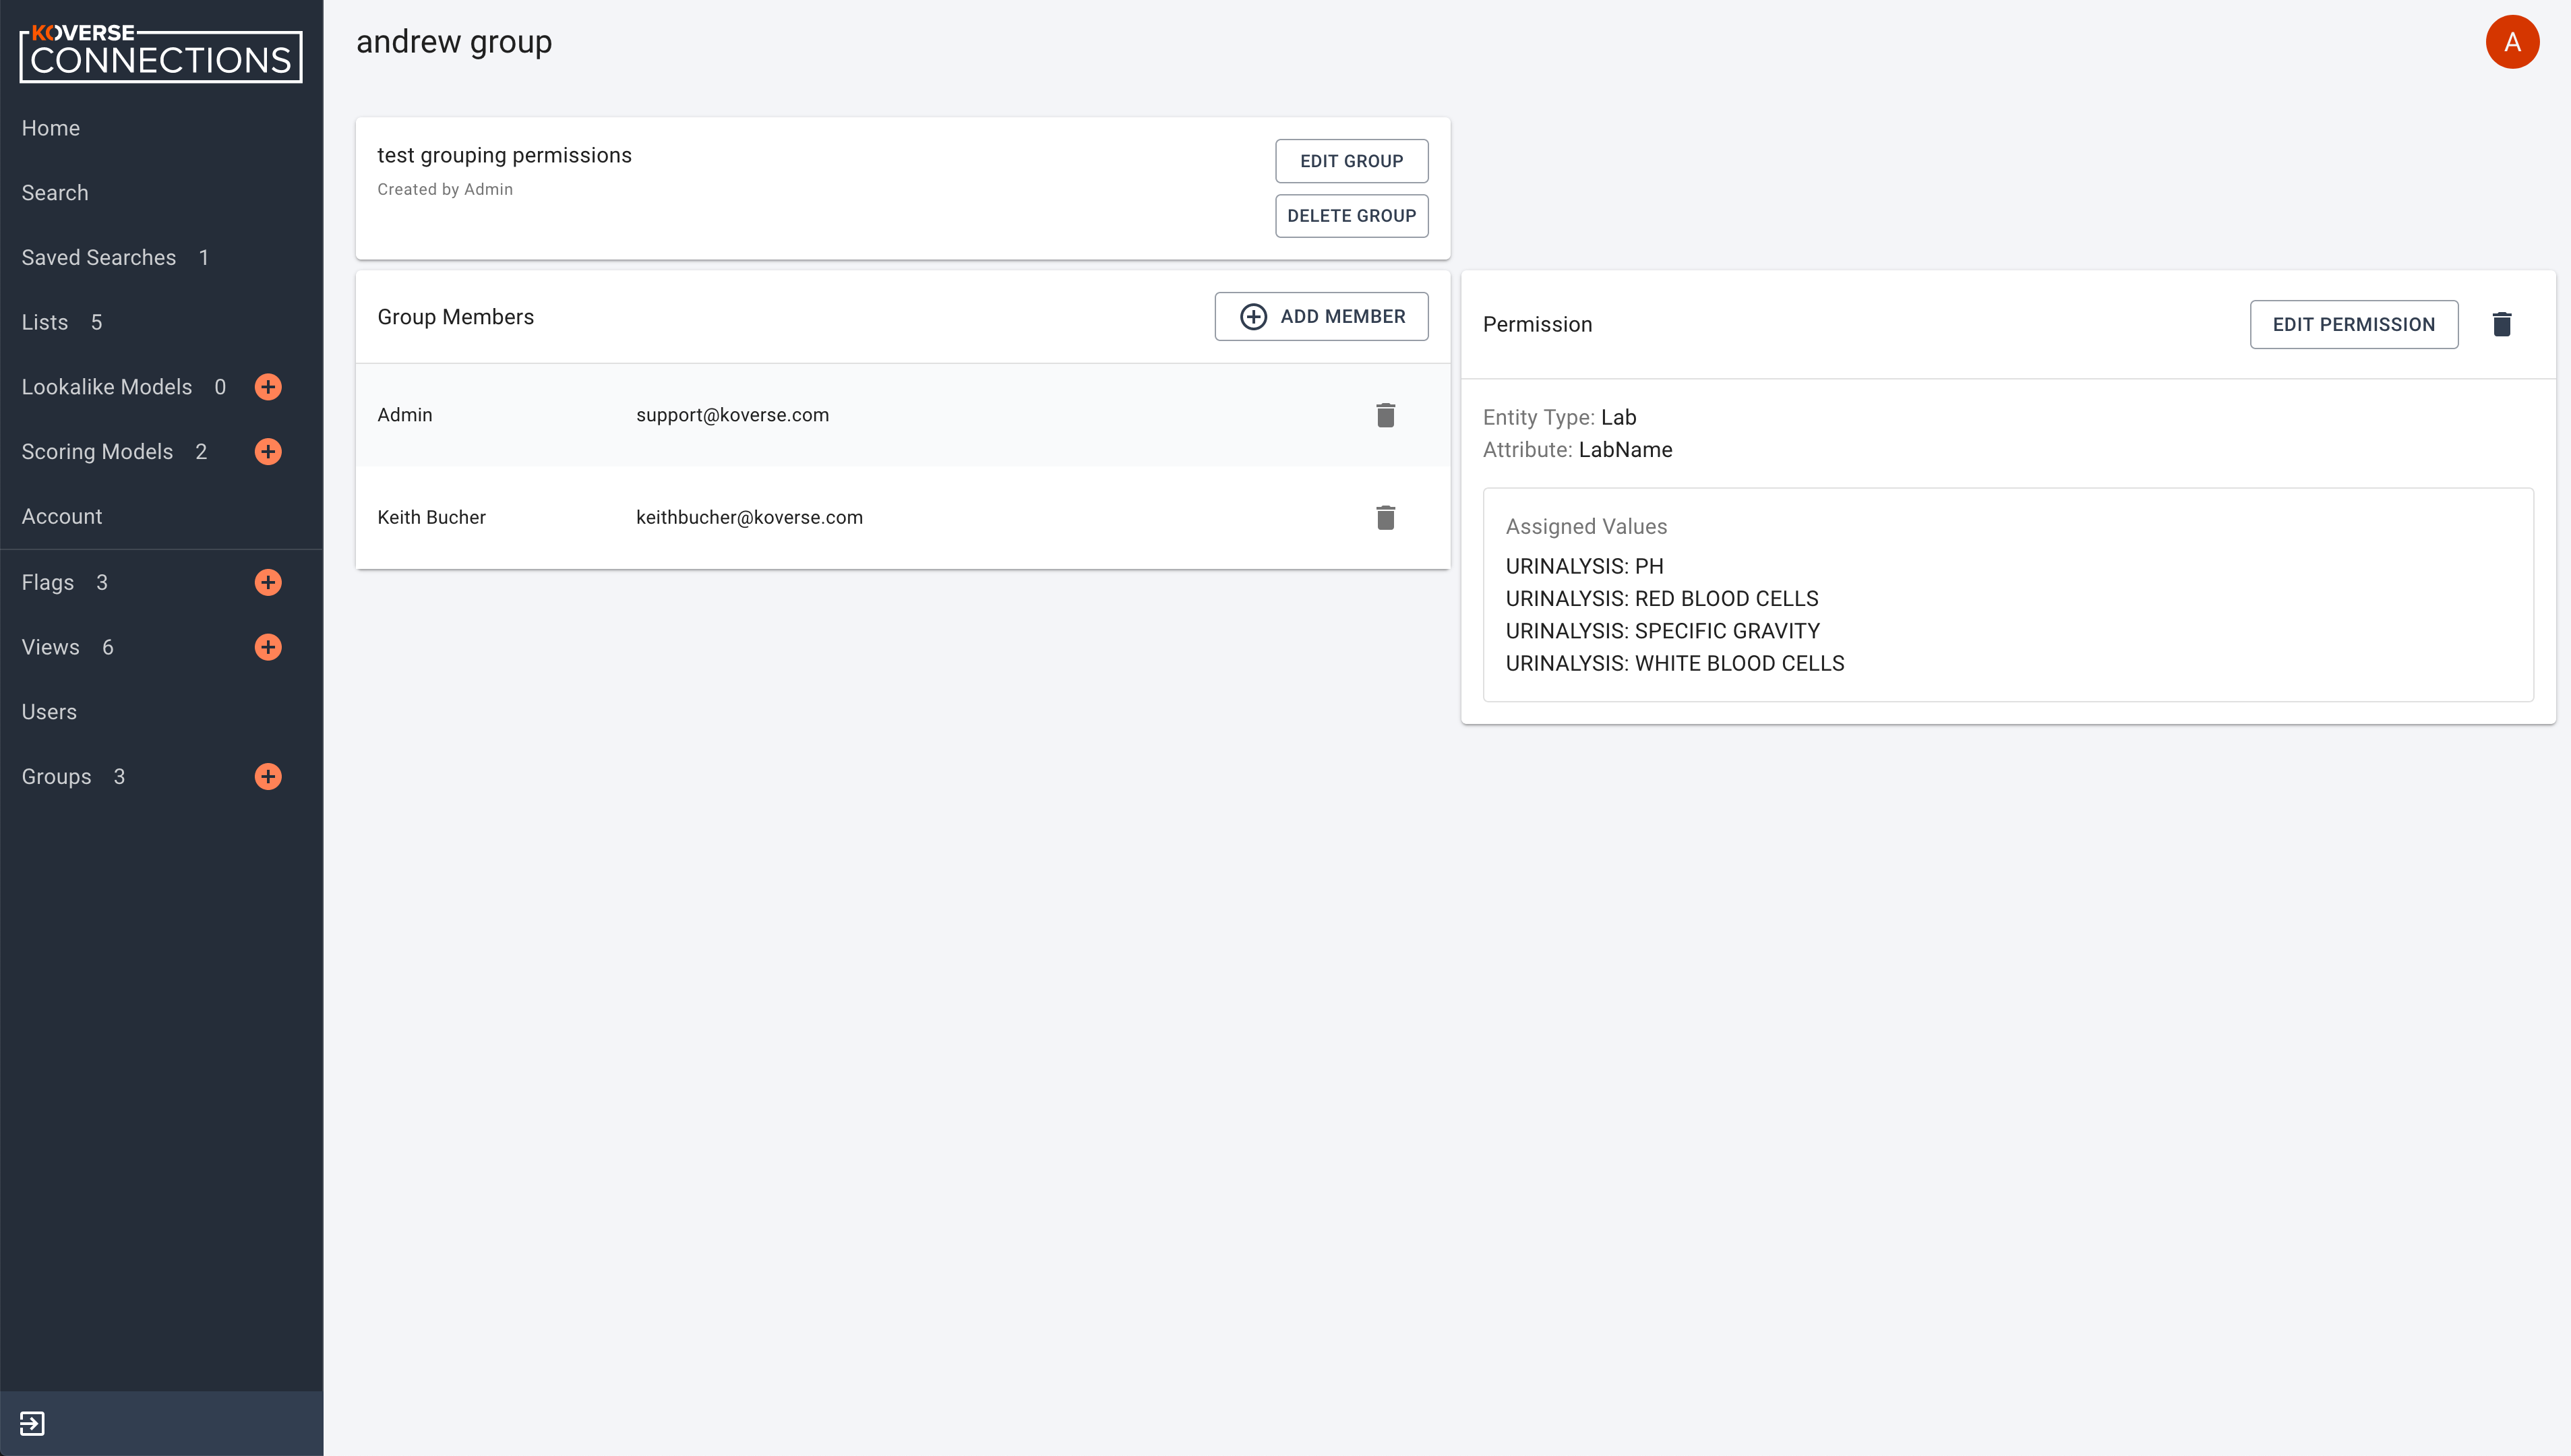 KOVERSE
CONNECTIONS
Home
Search
Saved Searches 1
Lists 5
Lookalike Models 0
Scoring Models 2
Account
Flags 3
Views 6
Users
Groups 3
andrew group
A
test grouping permissions
Created by Admin
EDIT GROUP
DELETE GROUP
Group Members
ADD MEMBER
Admin support@koverse.com
Keith Bucher keithbucher@koverse.com
Permission
EDIT PERMISSION
Entity Type: Lab
Attribute: LabName
Assigned Values
URINALYSIS: PH
URINALYSIS: RED BLOOD CELLS
URINALYSIS: SPECIFIC GRAVITY
URINALYSIS: WHITE BLOOD CELLS